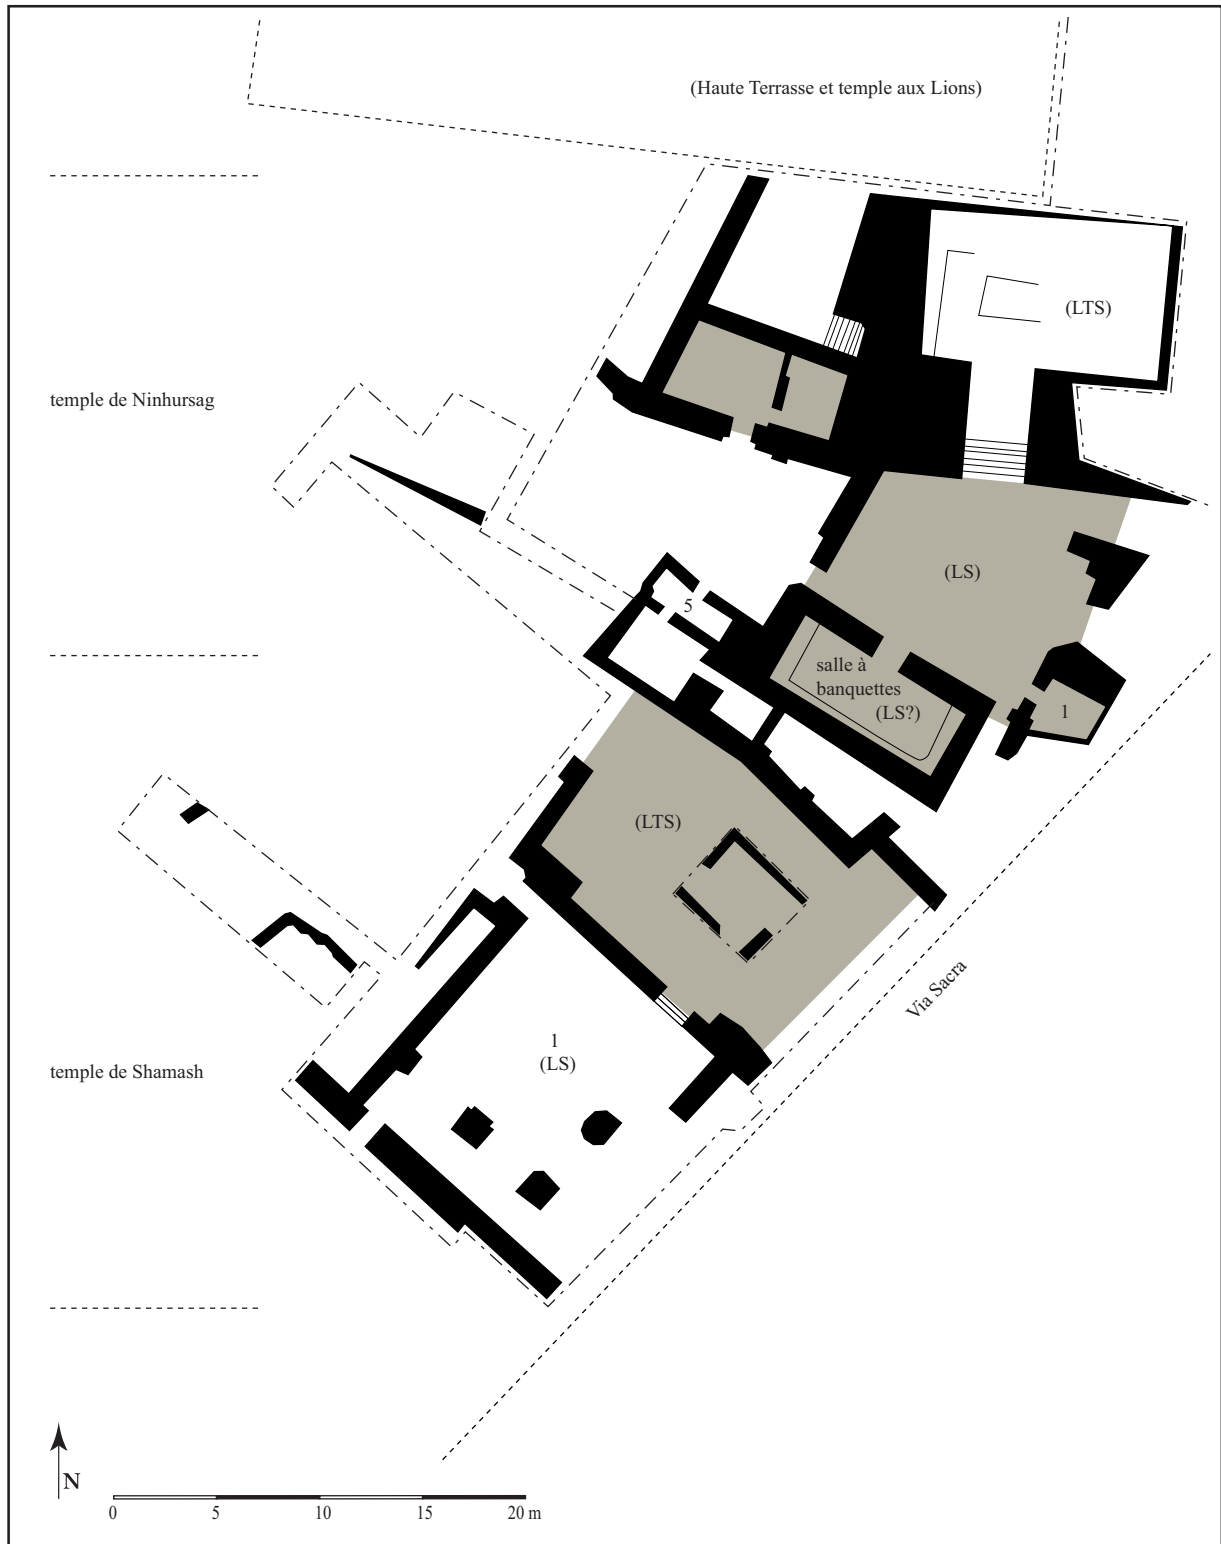 (Haute Terrasse et temple aux Lions)
(LTS)
temple de Ninhursag
(LS)
5
salle à
banquettes
(LS?)
1
(LTS)
Via Sacra
1
(LS)
temple de Shamash
N
0 5 10 15 20 m